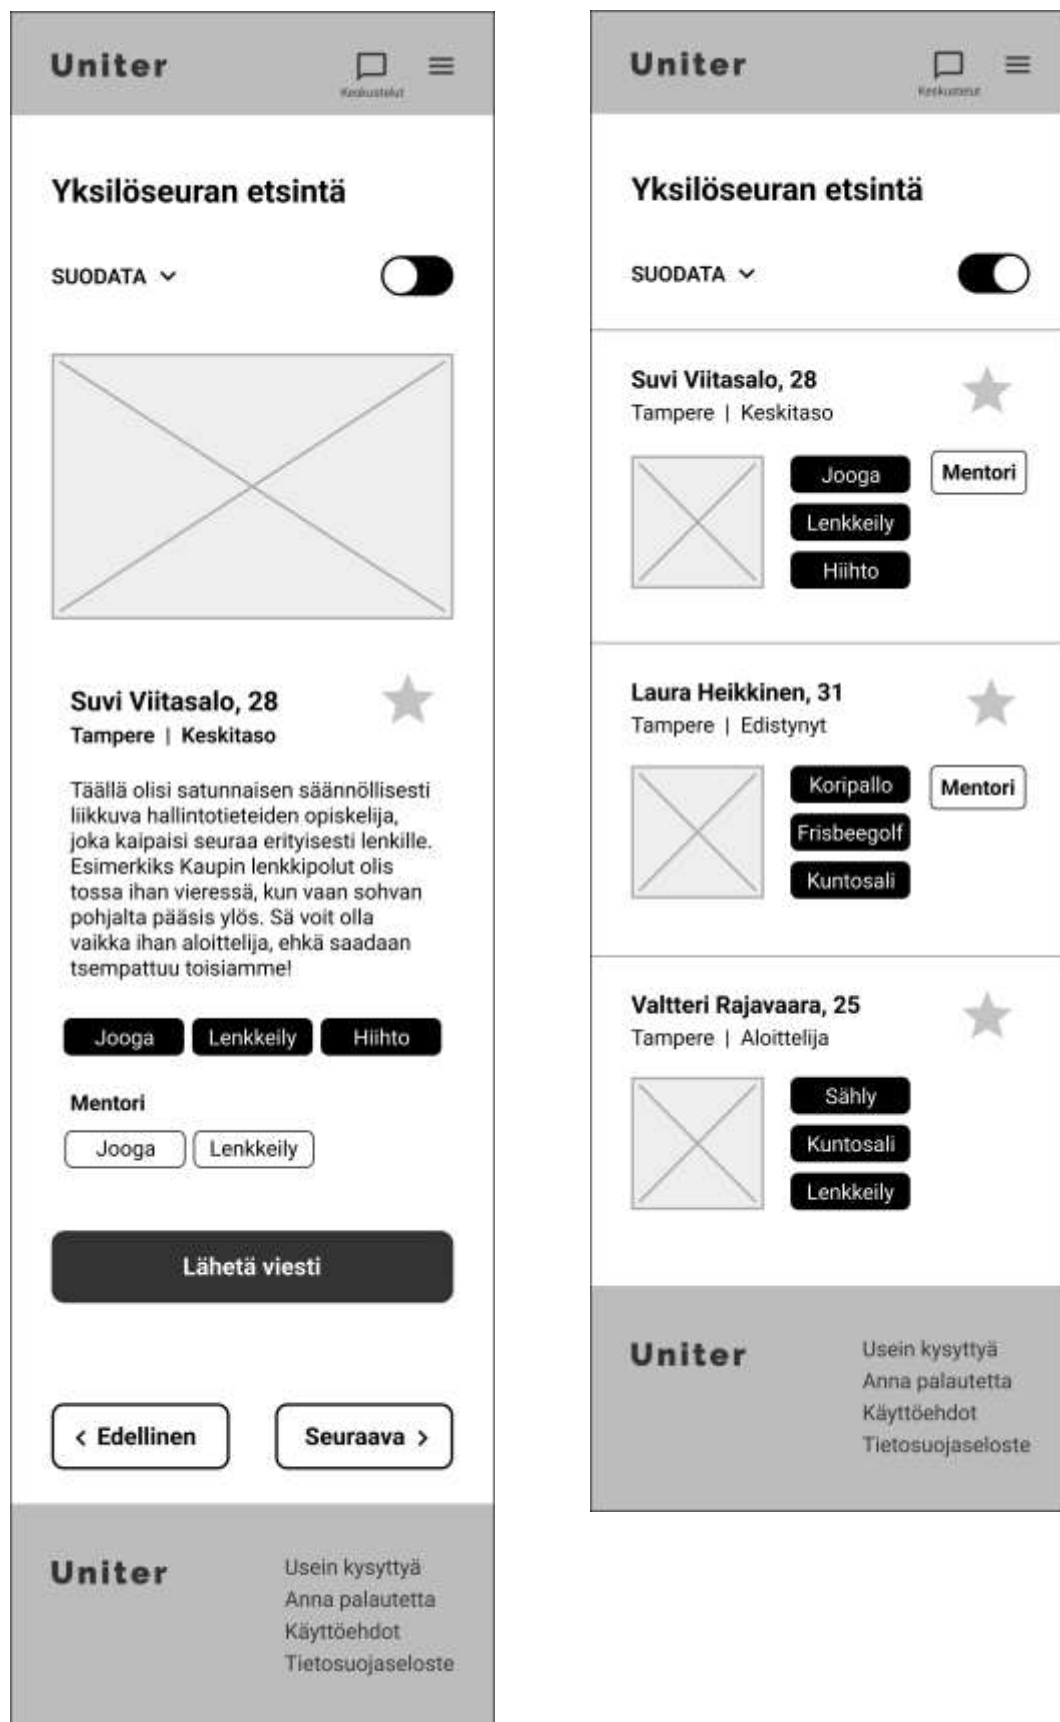 Uniter
Keskustelut
Yksilöseuran etsintä
SUODATA
Suvi Viitasalo, 28
Tampere | Keskitaso
Täällä olisi satunnaisen säännöllisesti
liikkuva hallintotieteiden opiskelija,
joka kaipaisi seuraa erityisesti lenkille.
Esimerkiks Kaupin lenkkipolut olis
tossa ihan vieressä, kun vaan sohvan
pohjalta pääsis ylös. Sä voit olla
vaikka ihan aloittelija, ehkä saadaan
tsempattuu toisiamme!
Jooga Lenkkeily Hiihto
Mentori
Jooga Lenkkeily
Lähetä viesti
< Edellinen Seuraava >
Uniter
Usein kysyttyä
Anna palautetta
Käyttöehdot
Tietosuojaseloste
Uniter
Keskustelut
Yksilöseuran etsintä
SUODATA
Suvi Viitasalo, 28
Tampere | Keskitaso
Jooga Mentori
Lenkkeily
Hiihto
Laura Heikkinen, 31
Tampere | Edistynyt
Koripallo Mentori
Frisbeegolf
Kuntosali
Valtteri Rajavaara, 25
Tampere | Aloittelija
Sähly
Kuntosali
Lenkkeily
Uniter
Usein kysyttyä
Anna palautetta
Käyttöehdot
Tietosuojaseloste